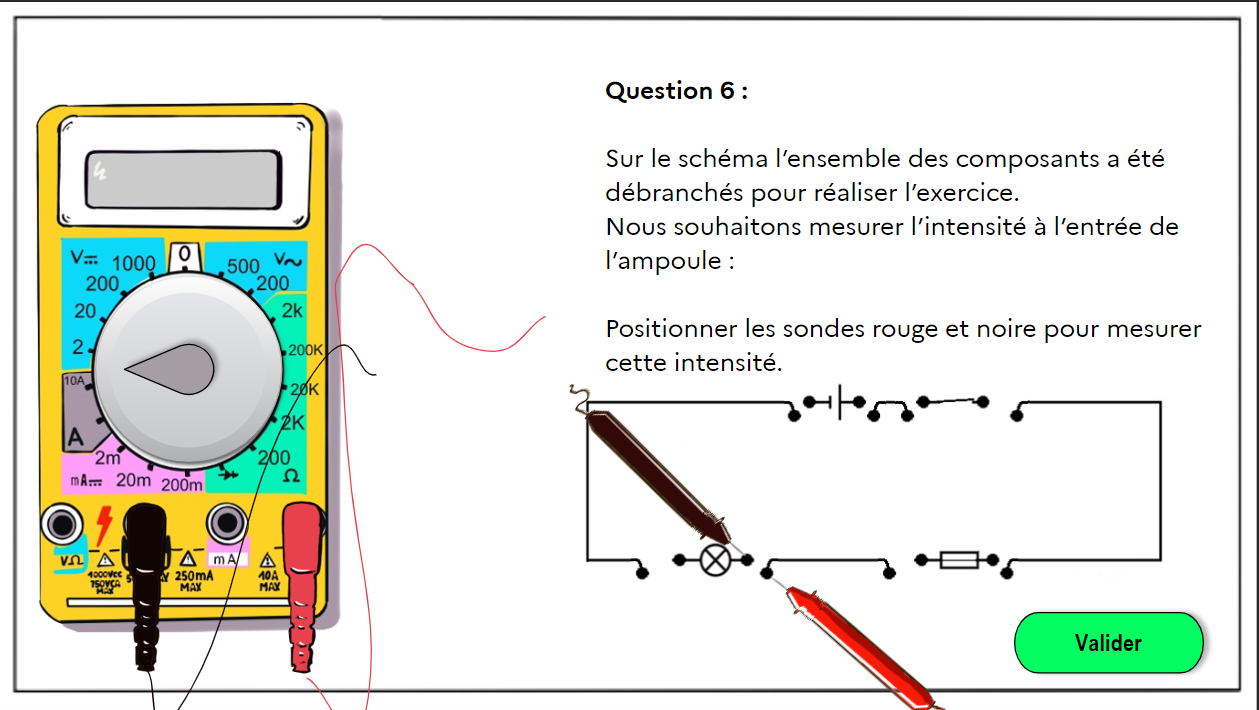 Question 6 :
Sur le schéma l'ensemble des composants a été
débranchés pour réaliser l'exercice.
Nous souhaitons mesurer l'intensité à l'entrée de
l'ampoule :
Positionner les sondes rouge et noire pour mesurer
cette intensité.
V 1000 0 500 V
200 200
20 2k
2 200K
10A 20K
A 2K
2m 200
mA 20m 200m Ω
VΩ mA
1000VCC 250mA 10A
750VCA MAX MAX
MAX
Valider